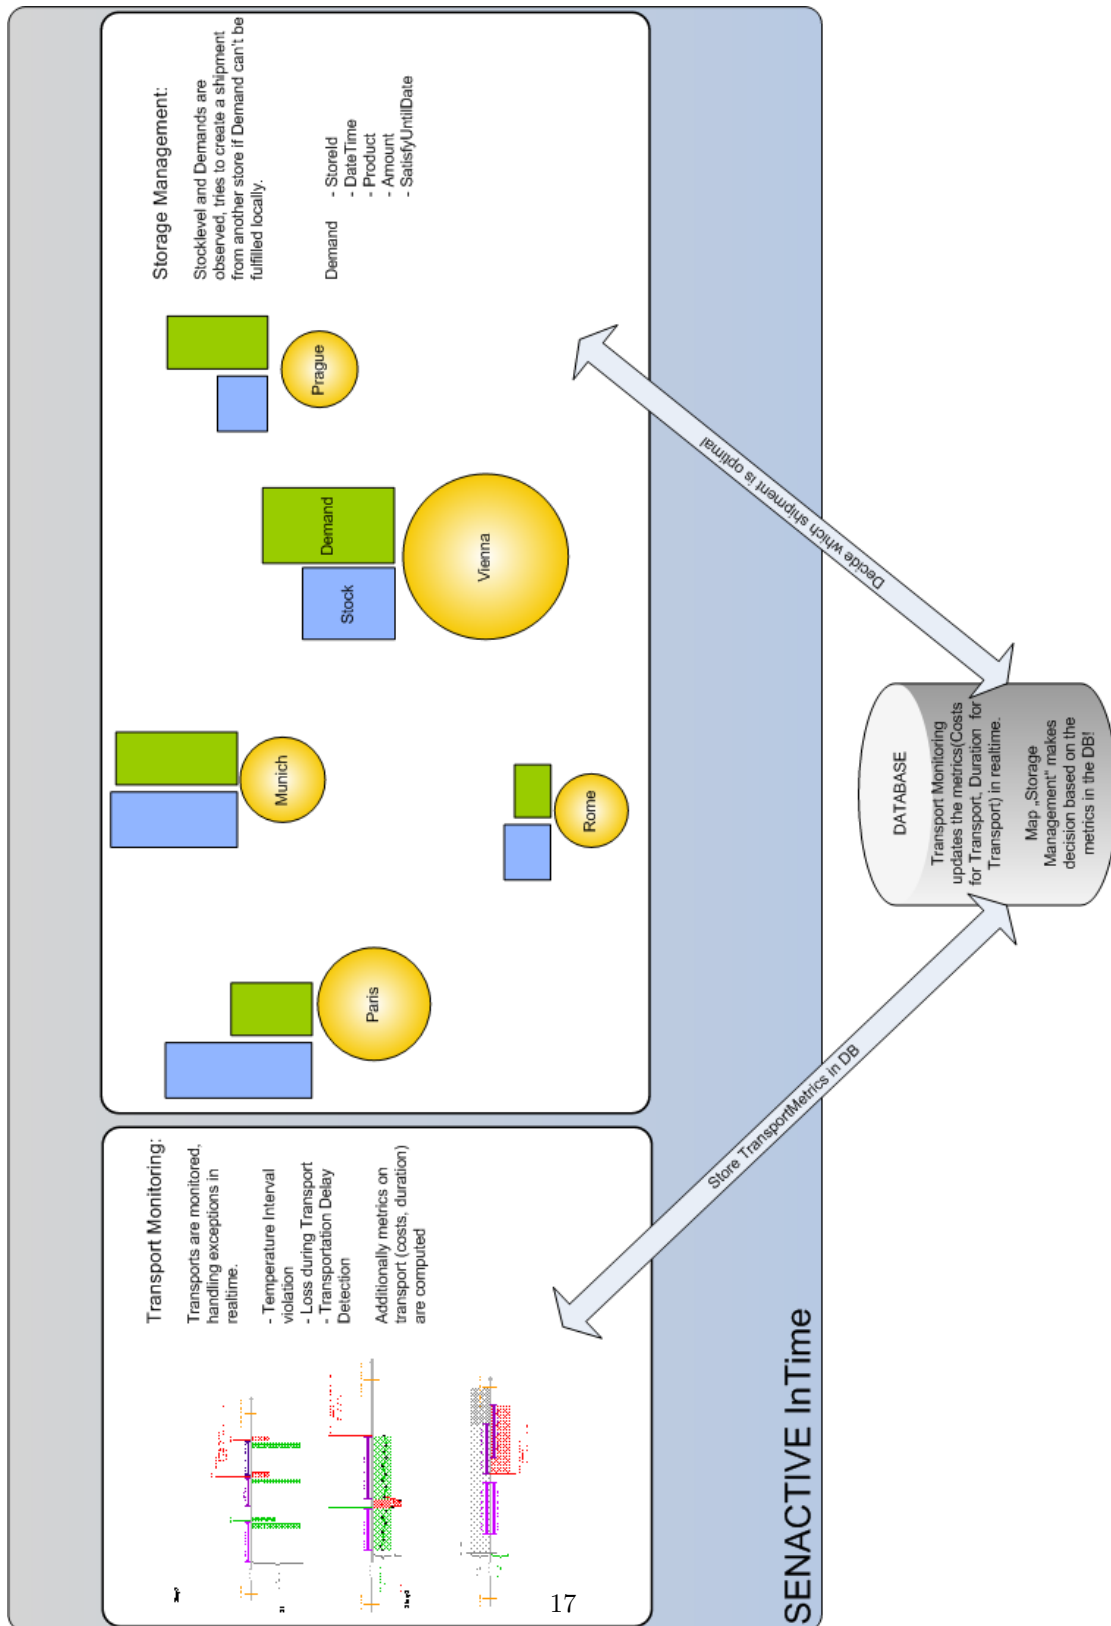 Transport Monitoring:
Transports are monitored,
handling exceptions in
realtime.
- Temperature Interval
violation
- Loss during Transport
- Transportation Delay
Detection
Additionally metrics on
transport (costs, duration)
are computed
Paris
Munich
Rome
Stock
Demand
Vienna
Prague
Storage Management:
Stocklevel and Demands are
observed, tries to create a shipment
from another store if Demand can't be
fulfilled locally.
Demand - StoreId
- DateTime
- Product
- Amount
- SatisfyUntilDate
SENACTIVE InTime
Store TransportMetrics in DB
Decide which shipment is optimal
DATABASE
Transport Monitoring
updates the metrics(Costs
for Transport, Duration for
Transport) in realtime.
Map „Storage
Management" makes
decision based on the
metrics in the DB!
17